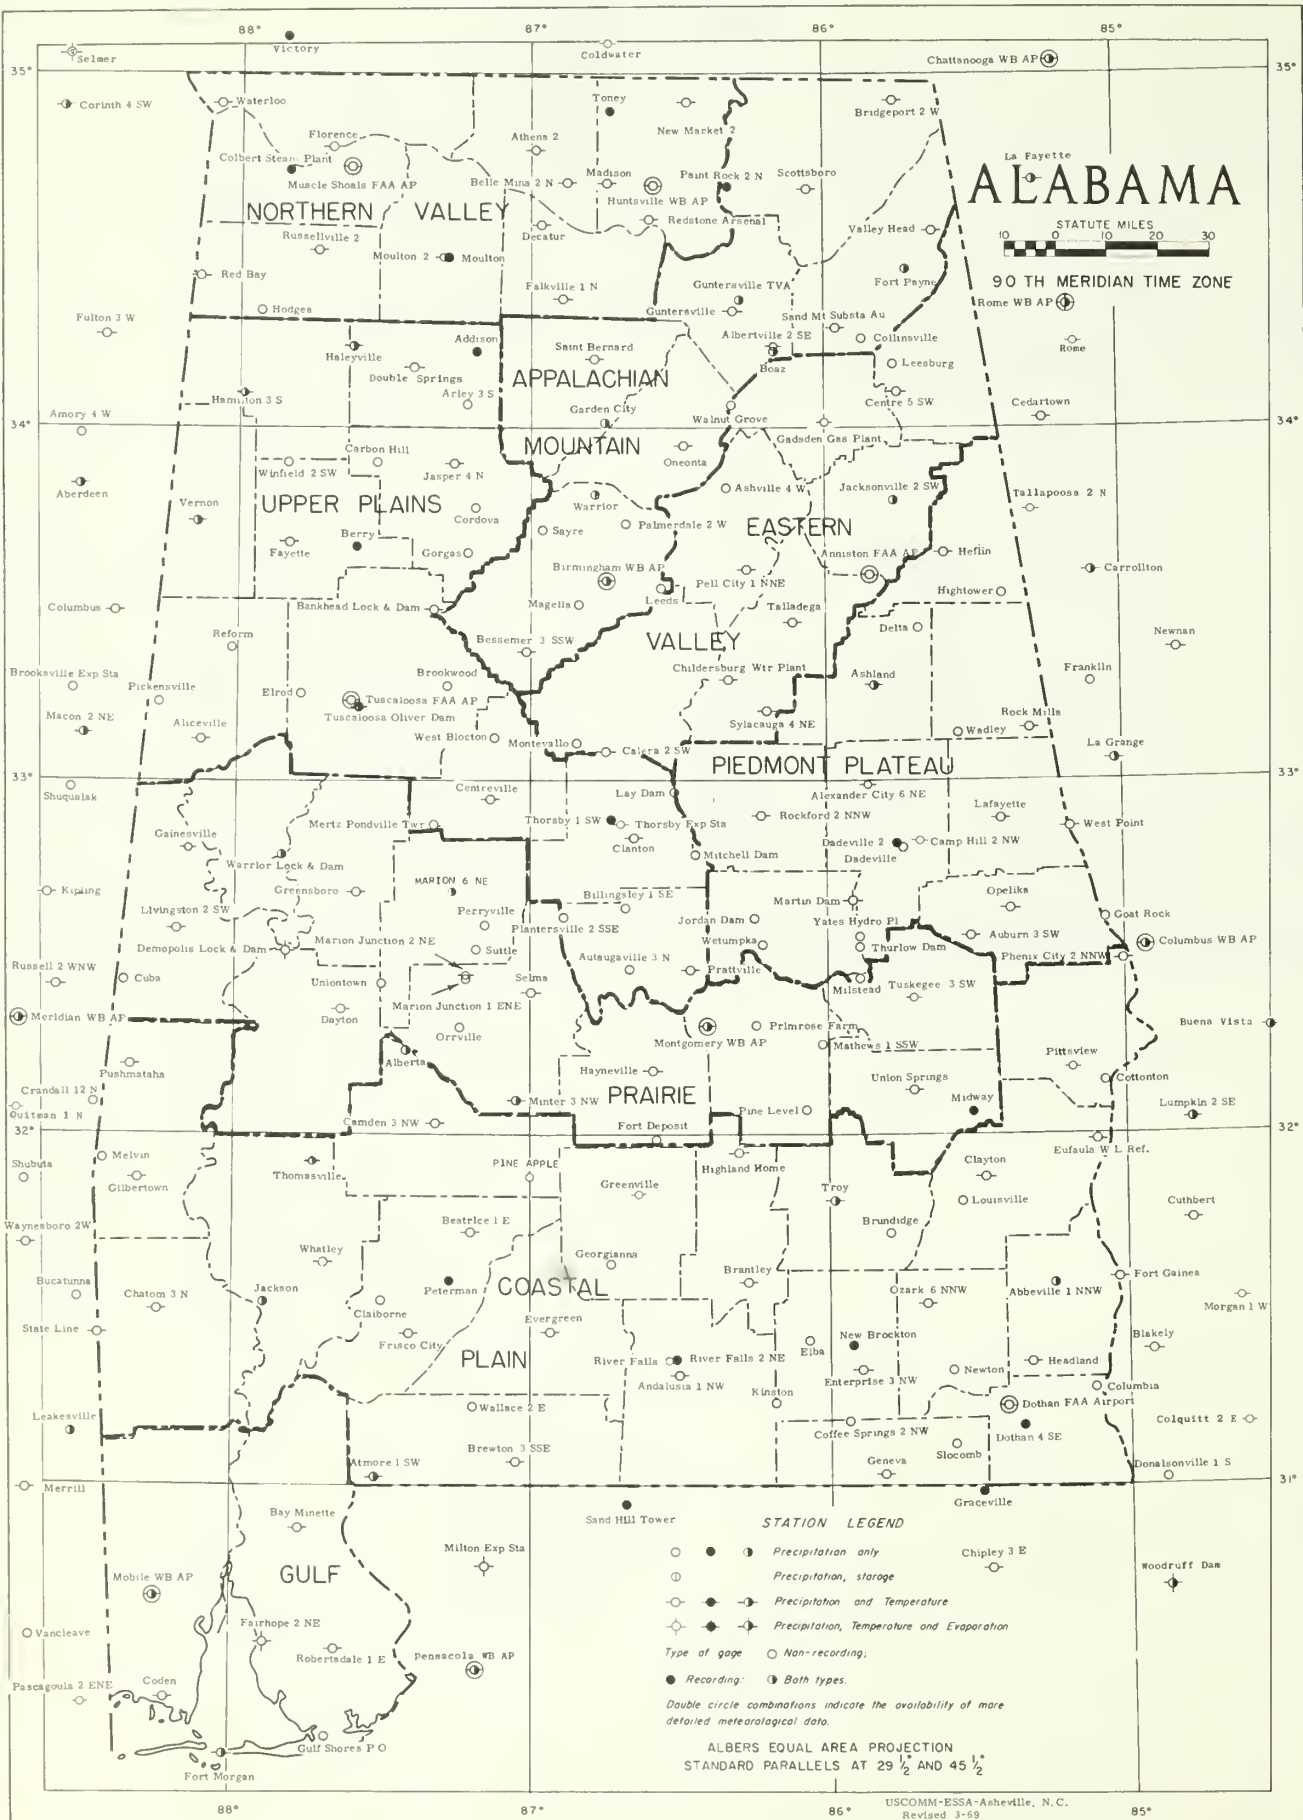 88°
87°
86°
85°
Victory
Coldwater
Selmer
Chattanooga WB AP
35°
35°
Corinth 4 SW
Waterloo
Toney
New Market 2
Bridgeport 2 W
Florence
Athens 2
Colbert Steam Plant
Muscle Shoals FAA AP
Belle Mina 2 N
Madison
Huntsville WB AP
Paint Rock 2 N
Scottsboro
La Fayette
ALABAMA
NORTHERN VALLEY
Redstone Arsenal
Decatur
Valley Head
STATUTE MILES
10 0 10 20 30
Russellville 2
Moulton 2
Moulton
Red Bay
Falkville 1 N
Guntersville TVA
Fort Payne
90 TH MERIDIAN TIME ZONE
Rome WB AP
Hodges
Guntersville
Sand Mt Substa Au
Fulton 3 W
Haleyville
Addison
Saint Bernard
Albertville 2 SE
Collinsville
Rome
Double Springs
APPALACHIAN
Boaz
Leesburg
Hamilton 3 S
Arley 3 S
Garden City
Walnut Grove
Centre 5 SW
Cedartown
Amory 4 W
34°
34°
MOUNTAIN
Gadsden Gas Plant
Carbon Hill
Oneonta
Winfield 2 SW
Jasper 4 N
Aberdeen
Ashville 4 W
Jacksonville 2 SW
Tallapoosa 2 N
Vernon
UPPER PLAINS
Cordova
Warrior
Palmerdale 2 W
EASTERN
Sayre
Berry
Fayette
Gorgas
Anniston FAA AP
Heflin
Birmingham WB AP
Pell City 1 NNE
Carrollton
Columbus
Bankhead Lock & Dam
Magella
Leeds
Talladega
Hightower
Delta
Reform
Bessemer 3 SSW
VALLEY
Newnan
Brooksville Exp Sta
Pickensville
Elrod
Brookwood
Childersburg Wtr Plant
Ashland
Franklin
Tuscaloosa FAA AP
Tuscaloosa Oliver Dam
Macon 2 NE
Aliceville
West Blocton
Montevallo
Calera 2 SW
Sylacauga 4 NE
Rock Mills
Wadley
La Grange
PIEDMONT PLATEAU
33°
33°
Shuqualak
Centreville
Lay Dam
Alexander City 6 NE
Lafayette
Mertz Pondville Twr
Thorsby 1 SW
Thorsby Exp Sta
Rockford 2 NNW
West Point
Gainesville
Clanton
Mitchell Dam
Dadeville 2
Dadeville
Camp Hill 2 NW
Warrior Lock & Dam
Kipling
Greensboro
MARION 6 NE
Billingsley 1 SE
Martin Dam
Opelika
Livingston 2 SW
Perryville
Plantersville 2 SSE
Jordan Dam
Yates Hydro Pl
Goat Rock
Demopolis Lock & Dam
Marion Junction 2 NE
Suttle
Wetumpka
Thurlow Dam
Auburn 3 SW
Columbus WB AP
Phenix City 2 NNW
Russell 2 WNW
Cuba
Uniontown
Selma
Autaugaville 3 N
Prattville
Milstead
Tuskegee 3 SW
Marion Junction 1 ENE
Meridian WB AP
Dayton
Orrville
Montgomery WB AP
Primrose Farm
Mathews 1 SSW
Buena Vista
Pushmataha
Alberta
Hayneville
Pittsview
PRAIRIE
Union Springs
Cottonton
Crandall 12 N
Quitman 1 N
Minter 3 NW
Pine Level
Midway
Lumpkin 2 SE
Camden 3 NW
32°
32°
Fort Deposit
Eufaula W L Ref.
Shubuta
Melvin
Gilbertown
Thomasville
PINE APPLE
Highland Home
Clayton
Greenville
Troy
Louisville
Cuthbert
Waynesboro 2W
Beatrice 1 E
Brundidge
Whatley
Georgianna
Bucatunna
Chatom 3 N
Jackson
Peterman
COASTAL
Brantley
Fort Gaines
Abbeville 1 NNW
Ozark 6 NNW
Morgan 1 W
Claiborne
State Line
Frisco City
Evergreen
Elba
New Brockton
Blakely
PLAIN
River Falls
River Falls 2 NE
Andalusia 1 NW
Enterprise 3 NW
Newton
Headland
Kinston
Columbia
Wallace 2 E
Dothan FAA Airport
Leakesville
Coffee Springs 2 NW
Dothan 4 SE
Colquitt 2 E
Slocomb
Atmore 1 SW
Brewton 3 SSE
Geneva
Donalsonville 1 S
31°
Merrill
Graceville
Sand Hill Tower
Bay Minette
STATION LEGEND
Precipitation only
Precipitation, storage
Precipitation and Temperature
Precipitation, Temperature and Evaporation
Type of gage Non-recording;
Recording: Both types.
Double circle combinations indicate the availability of more
detailed meteorological data.
Milton Exp Sta
Chipley 3 E
Woodruff Dam
Mobile WB AP
GULF
Fairhope 2 NE
Vancleave
Robertsdale 1 E
Pensacola WB AP
Pascagoula 2 ENE
Coden
Gulf Shores P O
Fort Morgan
ALBERS EQUAL AREA PROJECTION
STANDARD PARALLELS AT 29 ½° AND 45 ½°
USCOMM-ESSA-Asheville, N.C.
Revised 3-69
88°
87°
86°
85°